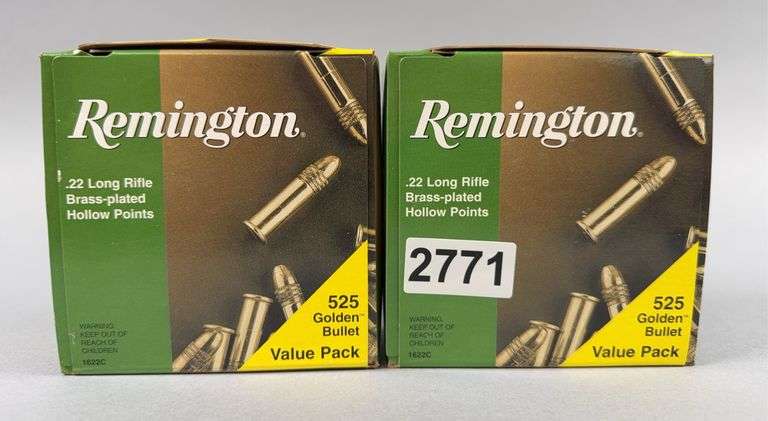 Remington®
.22 Long Rifle
Brass-plated
Hollow Points
525
Golden™
Bullet
Value Pack
WARNING,
KEEP OUT OF
REACH OF
CHILDREN
1622C
Remington®
.22 Long Rifle
Brass-plated
Hollow Points
2771
525
Golden™
Bullet
Value Pack
WARNING,
KEEP OUT OF
REACH OF
CHILDREN
1622C